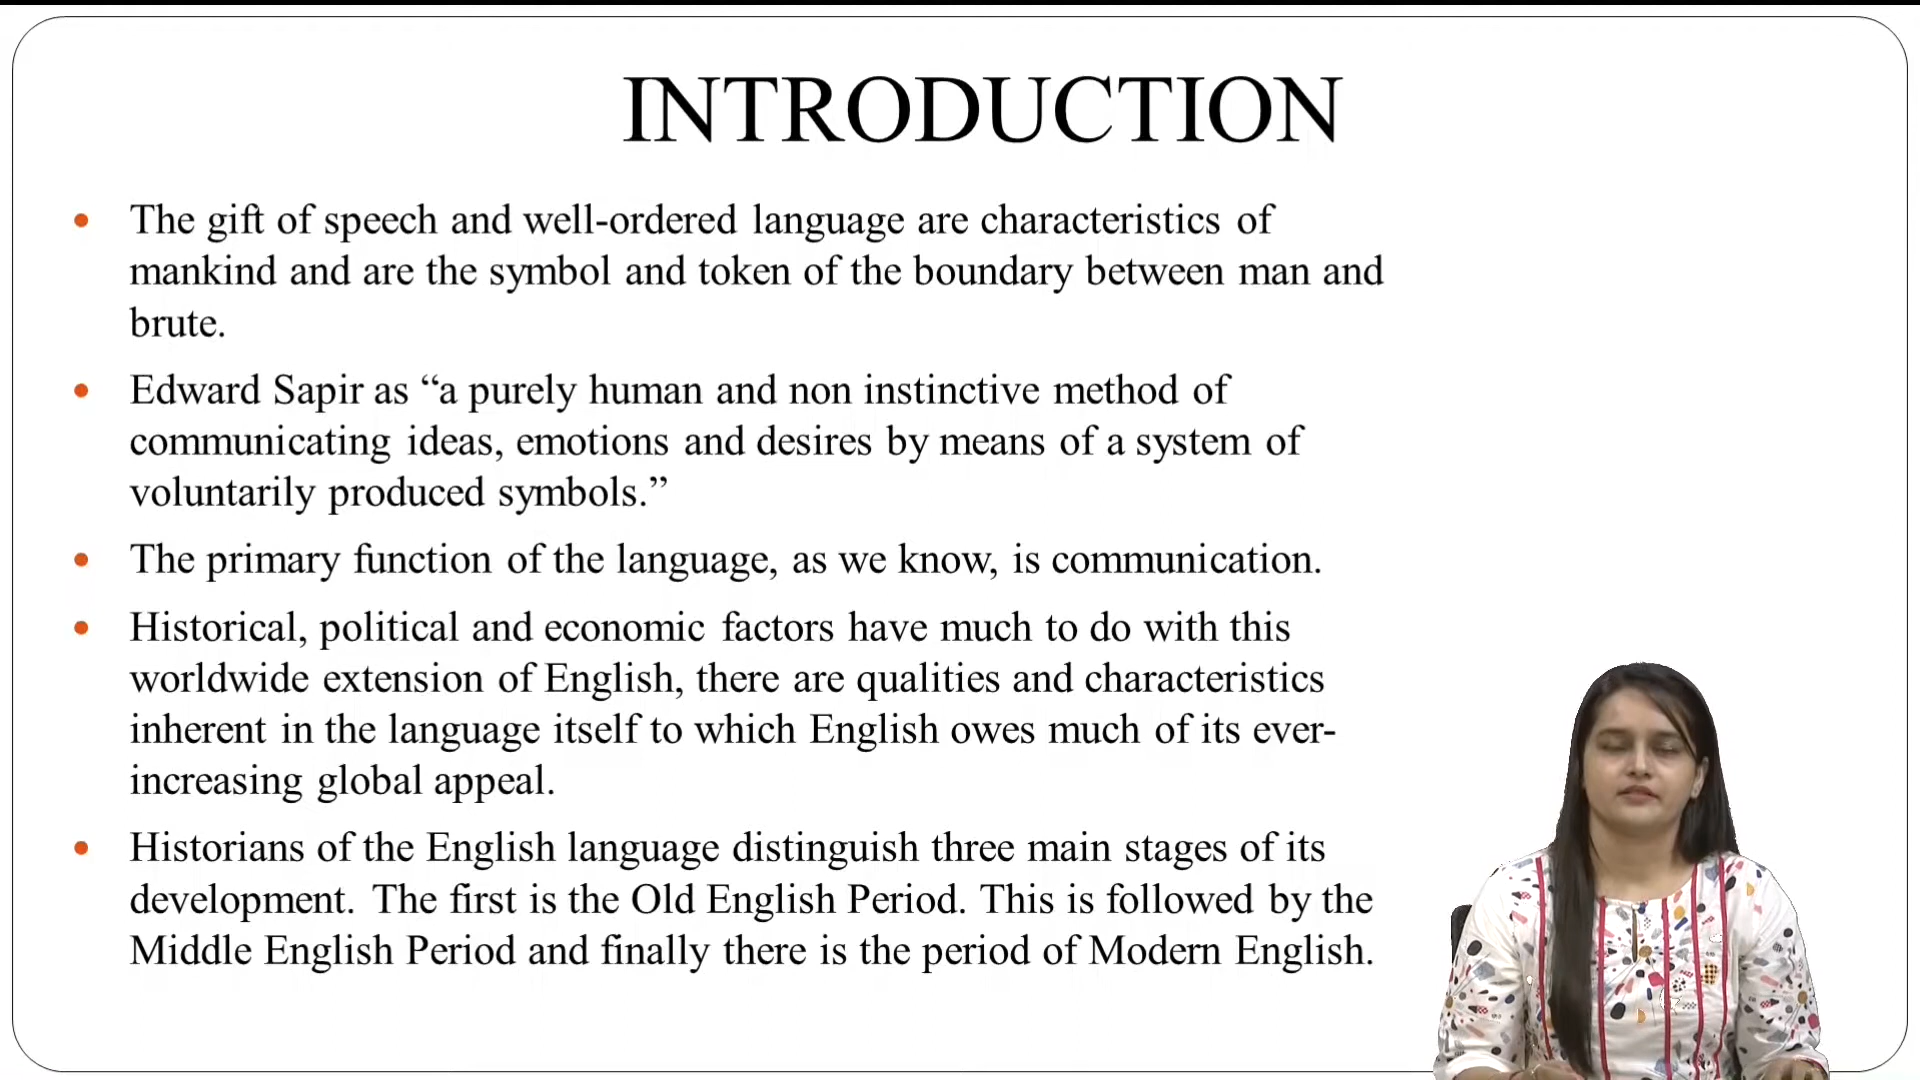 INTRODUCTION
The gift of speech and well-ordered language are characteristics of
mankind and are the symbol and token of the boundary between man and
brute.
Edward Sapir as “a purely human and non instinctive method of
communicating ideas, emotions and desires by means of a system of
voluntarily produced symbols.”
The primary function of the language, as we know, is communication.
Historical, political and economic factors have much to do with this
worldwide extension of English, there are qualities and characteristics
inherent in the language itself to which English owes much of its ever-
increasing global appeal.
Historians of the English language distinguish three main stages of its
development. The first is the Old English Period. This is followed by the
Middle English Period and finally there is the period of Modern English.